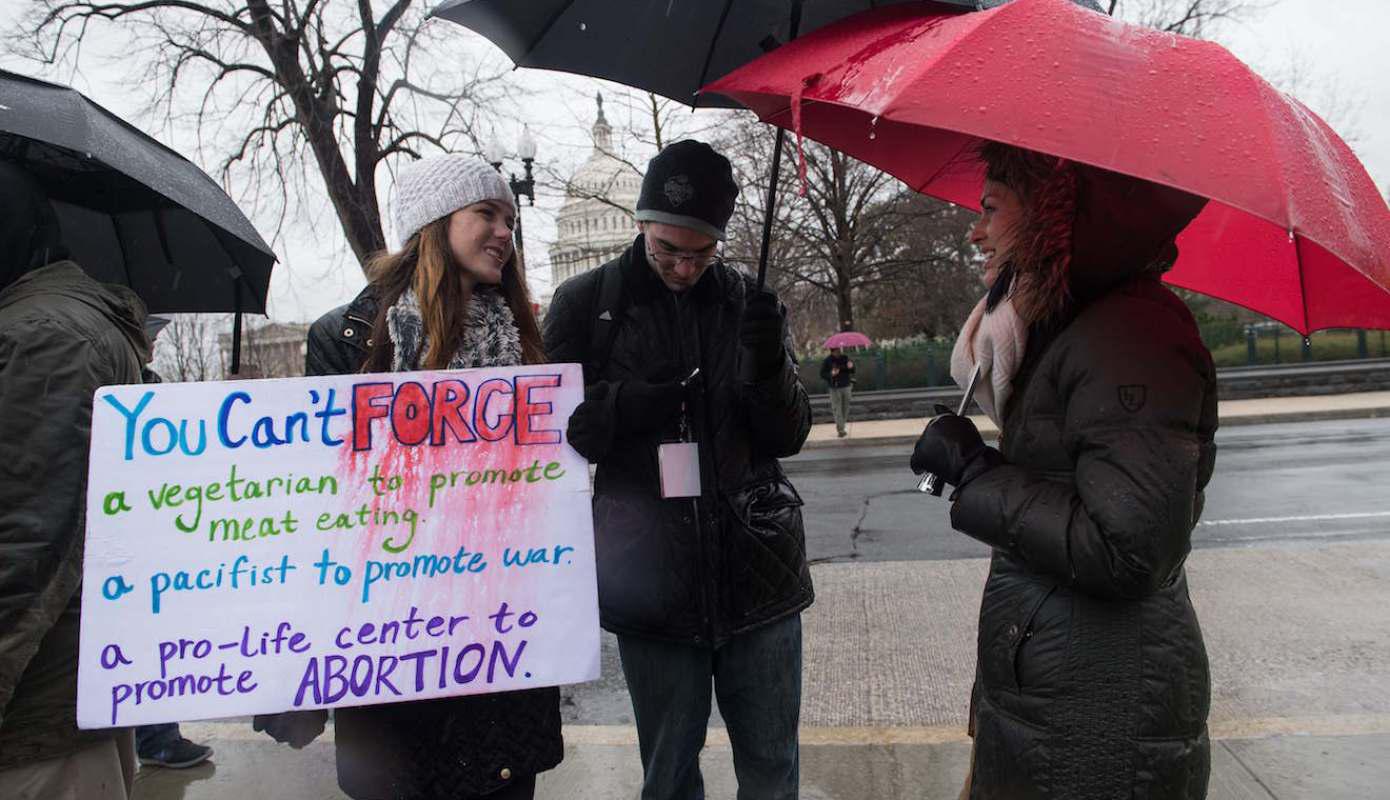 You Can't FORCE
a vegetarian to promote
meat eating.
a pacifist to promote war.
a pro-life center to
promote ABORTION.